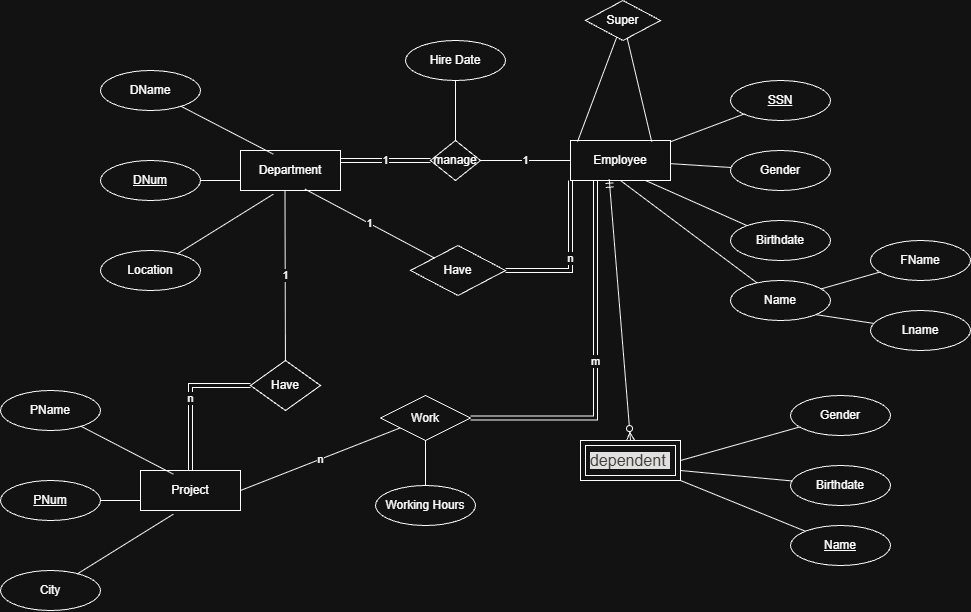 Super
Hire Date
DName
SSN
manage
1
1
Employee
Department
Gender
DNum
1
Birthdate
FName
n
Have
Location
1
Name
Lname
m
Have
n
PName
Work
Gender
n
dependent
Project
Birthdate
PNum
Working Hours
Name
City